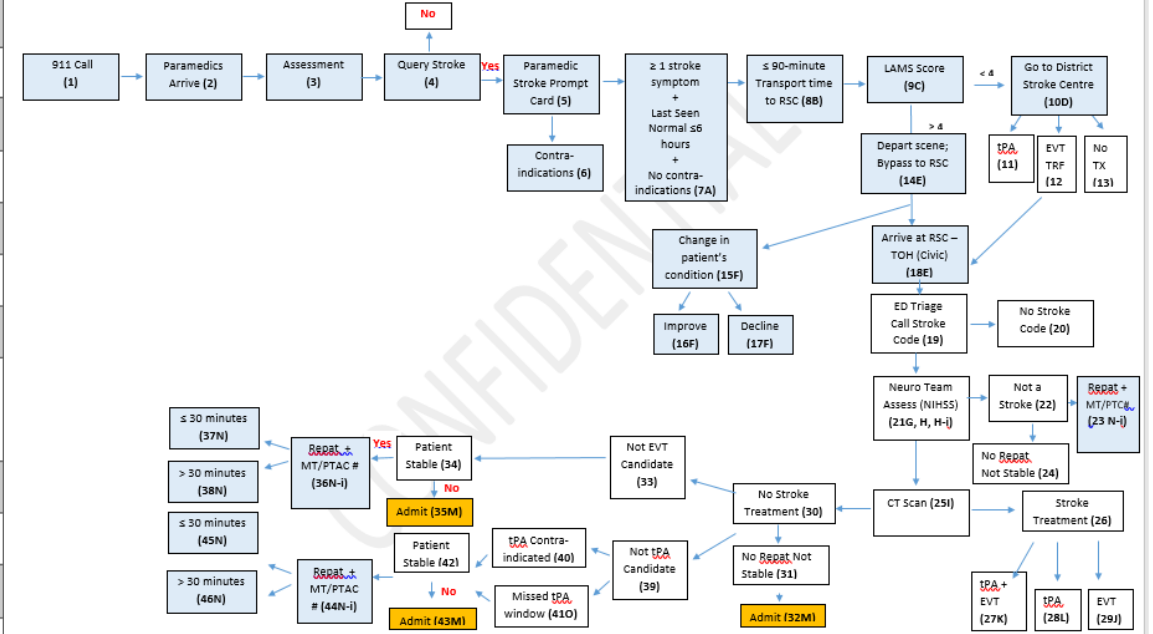 No
911 Call
(1)
Paramedics
Arrive (2)
Assessment
(3)
Query Stroke
(4)
Yes
Paramedic
Stroke Prompt
Card (5)
Contra-
indications (6)
≥ 1 stroke
symptom
+
Last Seen
Normal ≤6
hours
+
No contra-
indications (7A)
≤ 90-minute
Transport time
to RSC (8B)
LAMS Score
(9C)
< 4
Go to District
Stroke Centre
(10D)
tPA
(11)
EVT
TRF
(12
No
TX
(13)
> 4
Depart scene;
Bypass to RSC
(14E)
Change in
patient's
condition (15F)
Improve
(16F)
Decline
(17F)
Arrive at RSC –
TOH (Civic)
(18E)
ED Triage
Call Stroke
Code (19)
No Stroke
Code (20)
Neuro Team
Assess (NIHSS)
(21G, H, H-i)
Not a
Stroke (22)
Repat +
MT/PTC#
(23 N-i)
No Repat
Not Stable (24)
CT Scan (25I)
Stroke
Treatment (26)
tPA +
EVT
(27K)
tPA
(28L)
EVT
(29J)
No Stroke
Treatment (30)
No Repat Not
Stable (31)
Admit (32M)
Not EVT
Candidate
(33)
Patient
Stable (34)
No
Admit (35M)
Yes
Repat +
MT/PTAC #
(36N-i)
≤ 30 minutes
(37N)
> 30 minutes
(38N)
Not tPA
Candidate
(39)
tPA Contra-
indicated (40)
Missed tPA
window (41O)
Patient
Stable (42)
No
Admit (43M)
Repat +
MT/PTAC
# (44N-i)
≤ 30 minutes
(45N)
> 30 minutes
(46N)
CONFIDENTIAL